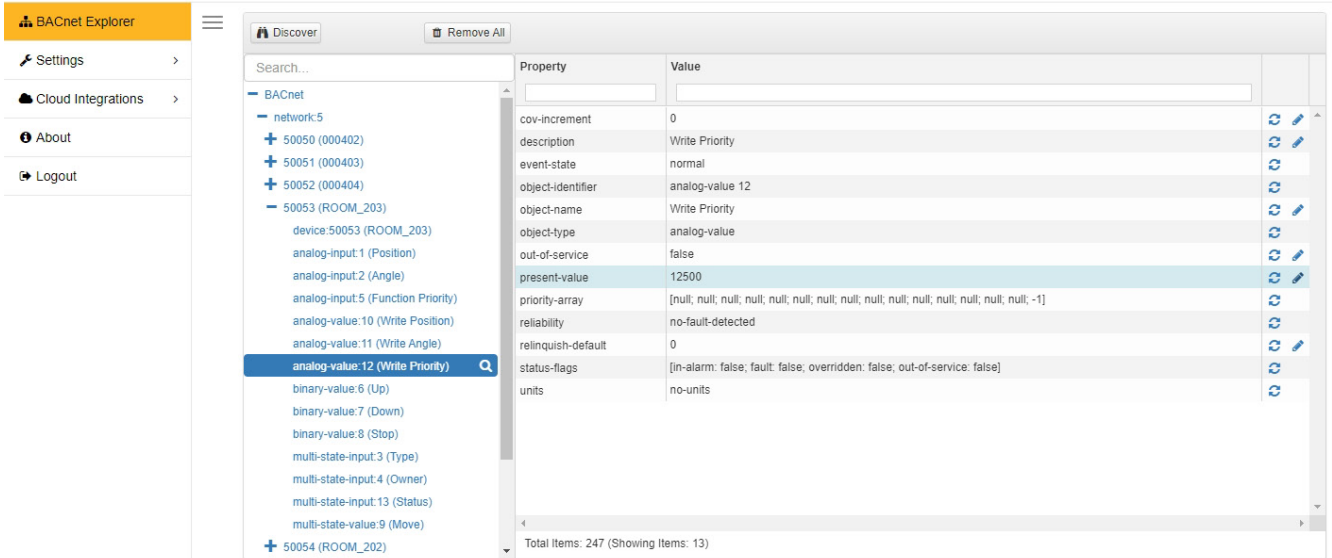 BACnet Explorer
Settings
Cloud Integrations
About
Logout
Discover
Remove All
Search...
BACnet
network:5
50050 (000402)
50051 (000403)
50052 (000404)
50053 (ROOM_203)
device:50053 (ROOM_203)
analog-input:1 (Position)
analog-input:2 (Angle)
analog-input:5 (Function Priority)
analog-value:10 (Write Position)
analog-value:11 (Write Angle)
analog-value:12 (Write Priority)
binary-value:6 (Up)
binary-value:7 (Down)
binary-value:8 (Stop)
multi-state-input:3 (Type)
multi-state-input:4 (Owner)
multi-state-input:13 (Status)
multi-state-value:9 (Move)
50054 (ROOM_202)
Property Value
cov-increment 0
description Write Priority
event-state normal
object-identifier analog-value 12
object-name Write Priority
object-type analog-value
out-of-service false
present-value 12500
priority-array [null; null; null; null; null; null; null; null; null; null; null; null; null; null; null; -1]
reliability no-fault-detected
relinquish-default 0
status-flags [in-alarm: false; fault: false; overridden: false; out-of-service: false]
units no-units
Total Items: 247 (Showing Items: 13)